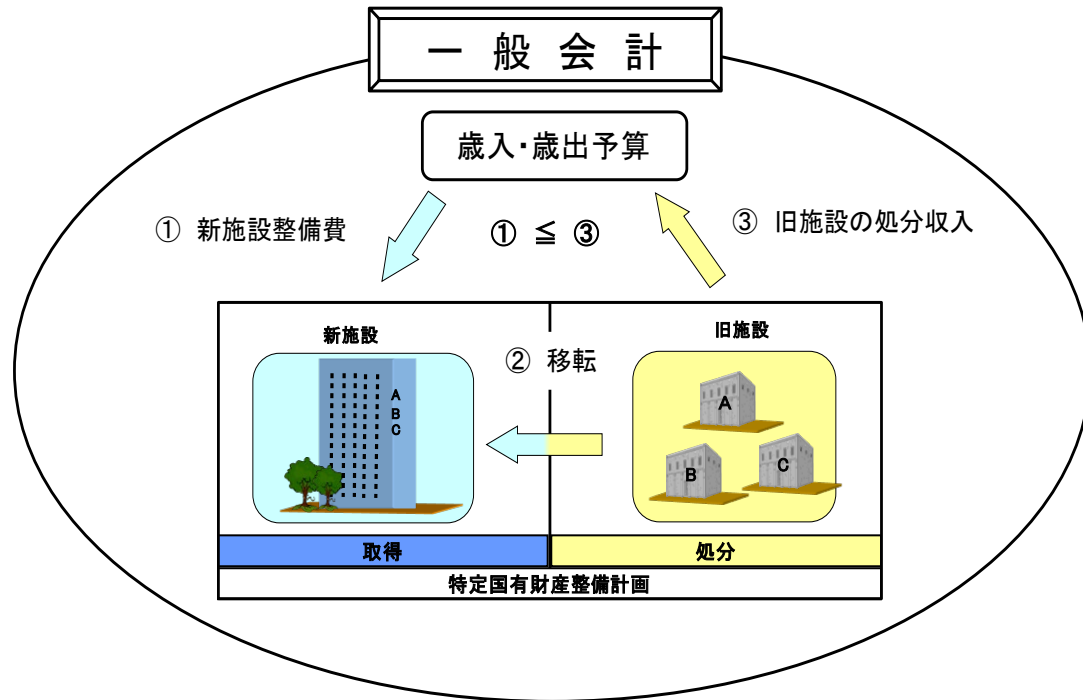 一般会計
歳入・歳出予算
① 新施設整備費
① ≦ ③
③ 旧施設の処分収入
新施設
旧施設
② 移転
A
B
C
A
B
C
取得
処分
特定国有財産整備計画